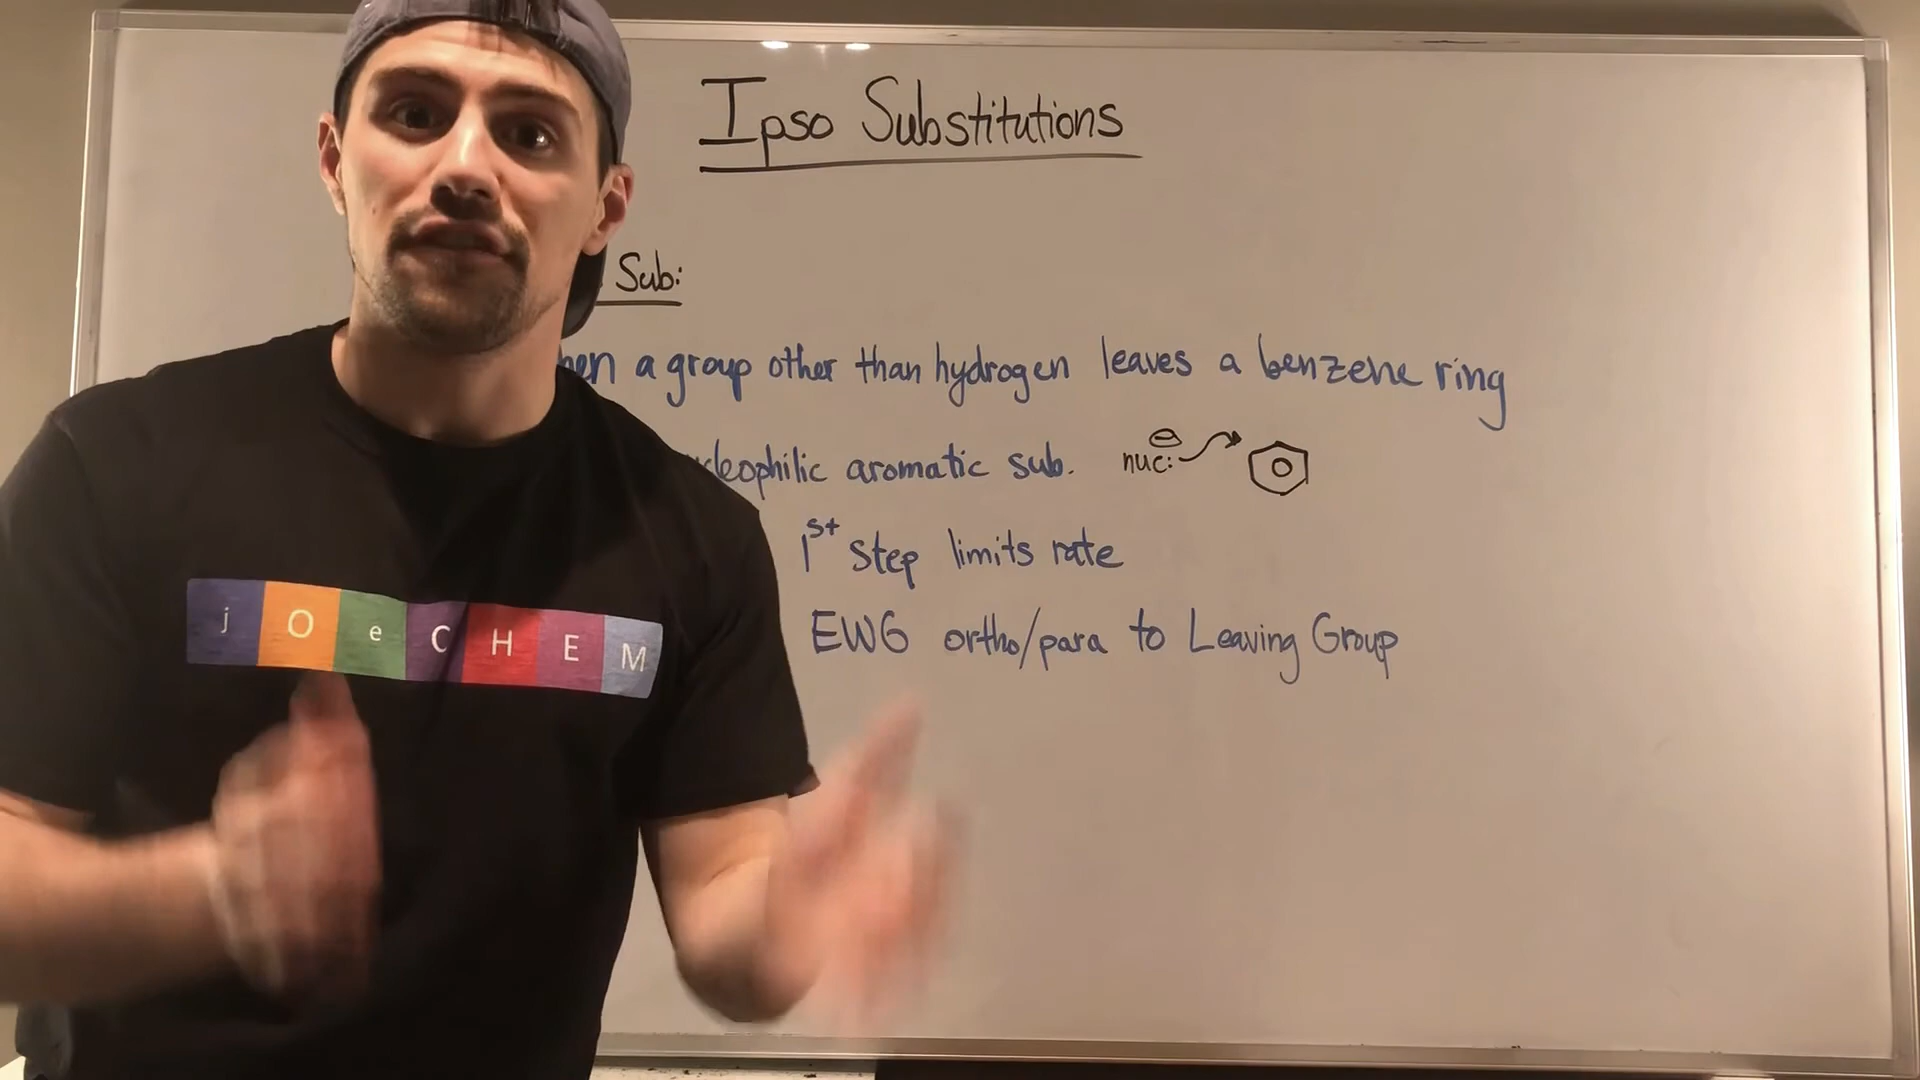 Ipso Substitutions
Sub:
a group other than hydrogen leaves a benzene ring
aromatic sub. nuc:
1st step limits rate
EWG ortho/para to Leaving Group
jOeCHEM